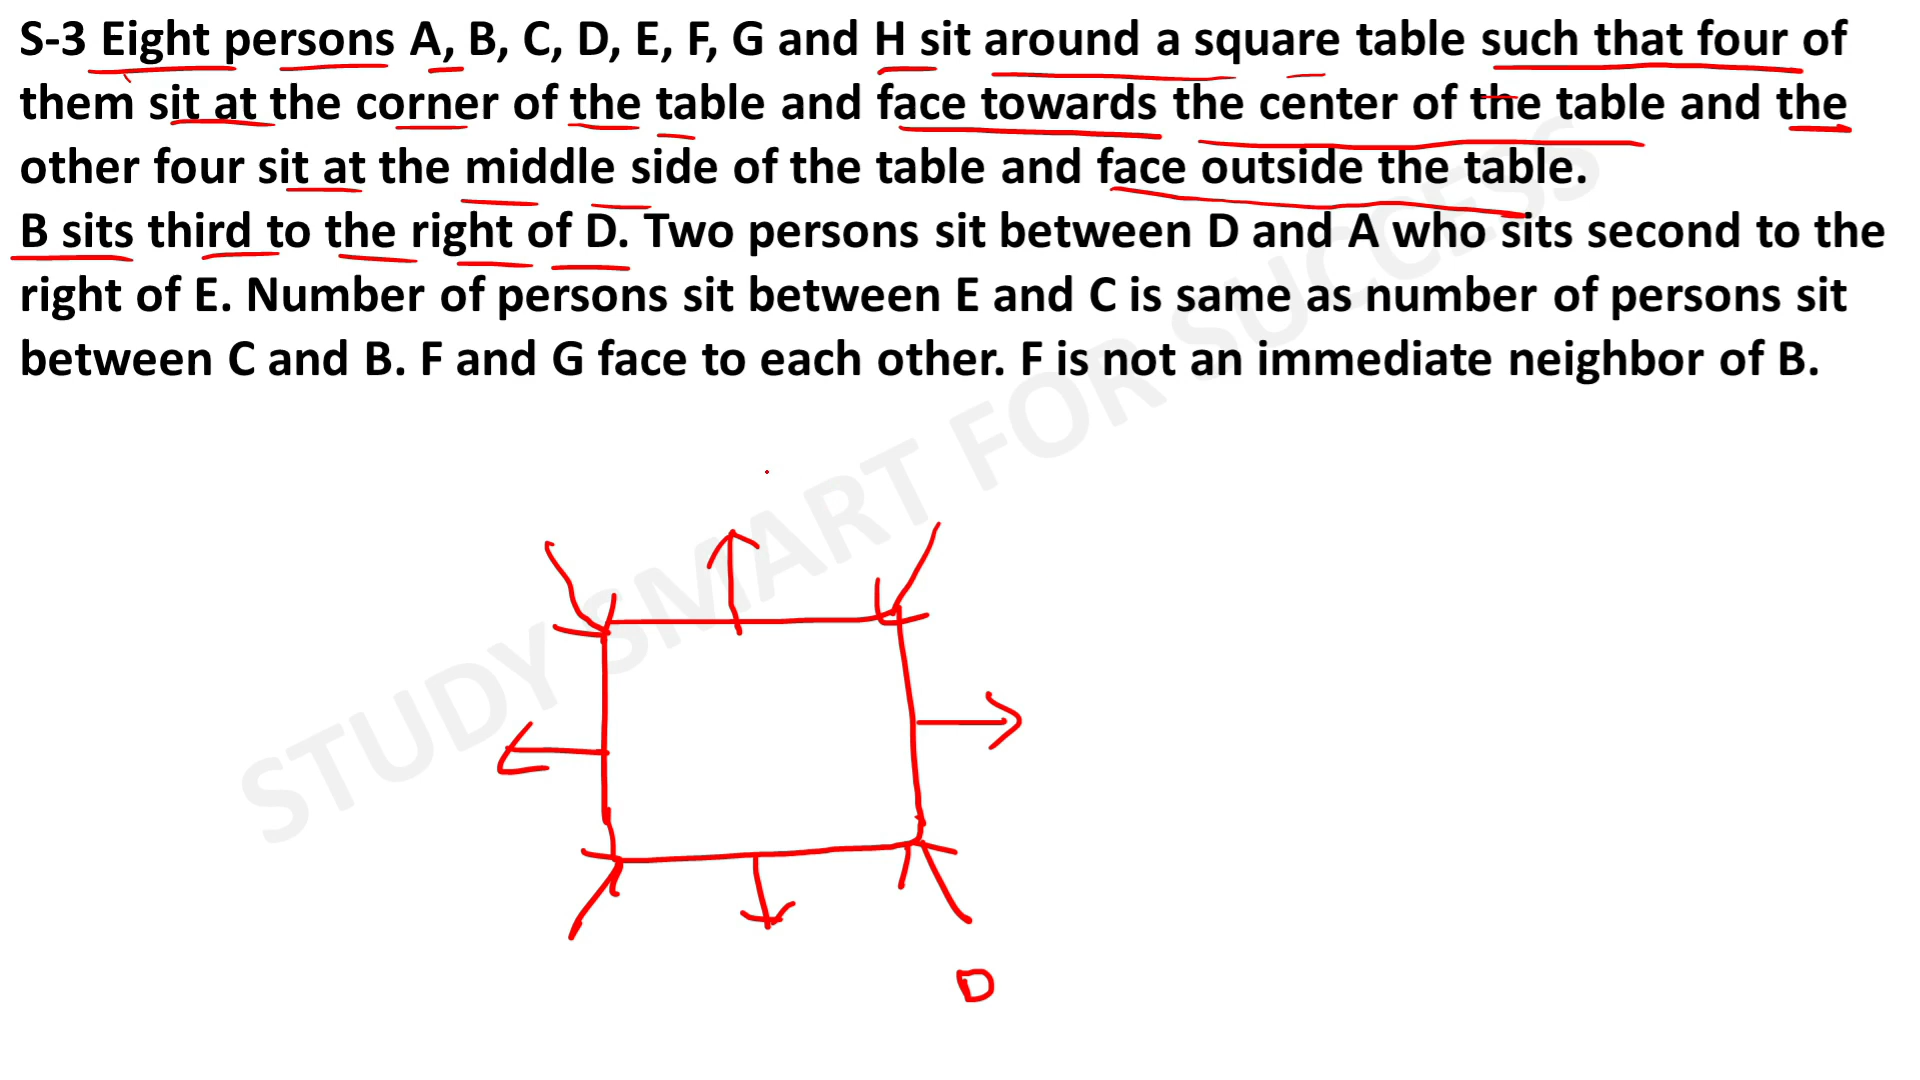 S-3 Eight persons A, B, C, D, E, F, G and H sit around a square table such that four of
them sit at the corner of the table and face towards the center of the table and the
other four sit at the middle side of the table and face outside the table.
B sits third to the right of D. Two persons sit between D and A who sits second to the
right of E. Number of persons sit between E and C is same as number of persons sit
between C and B. F and G face to each other. F is not an immediate neighbor of B.
STUDY SMART FOR SUCCESS
D